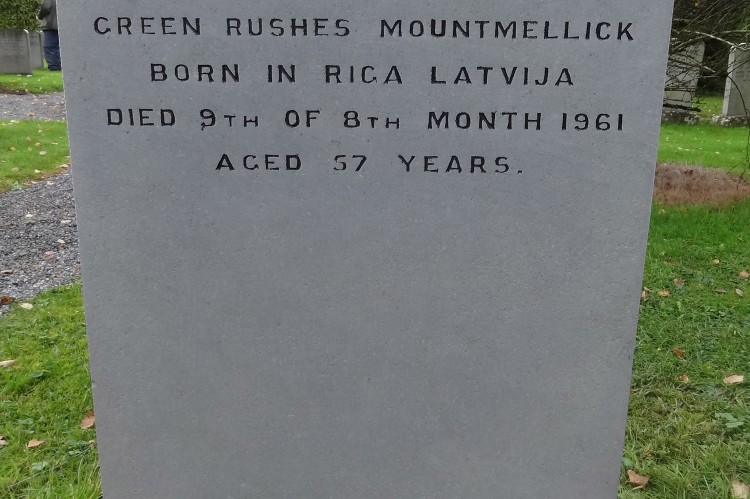 GREEN RUSHES MOUNTMELLICK
BORN IN RIGA LATVIJA
DIED 9TH OF 8TH MONTH 1961
AGED 57 YEARS.